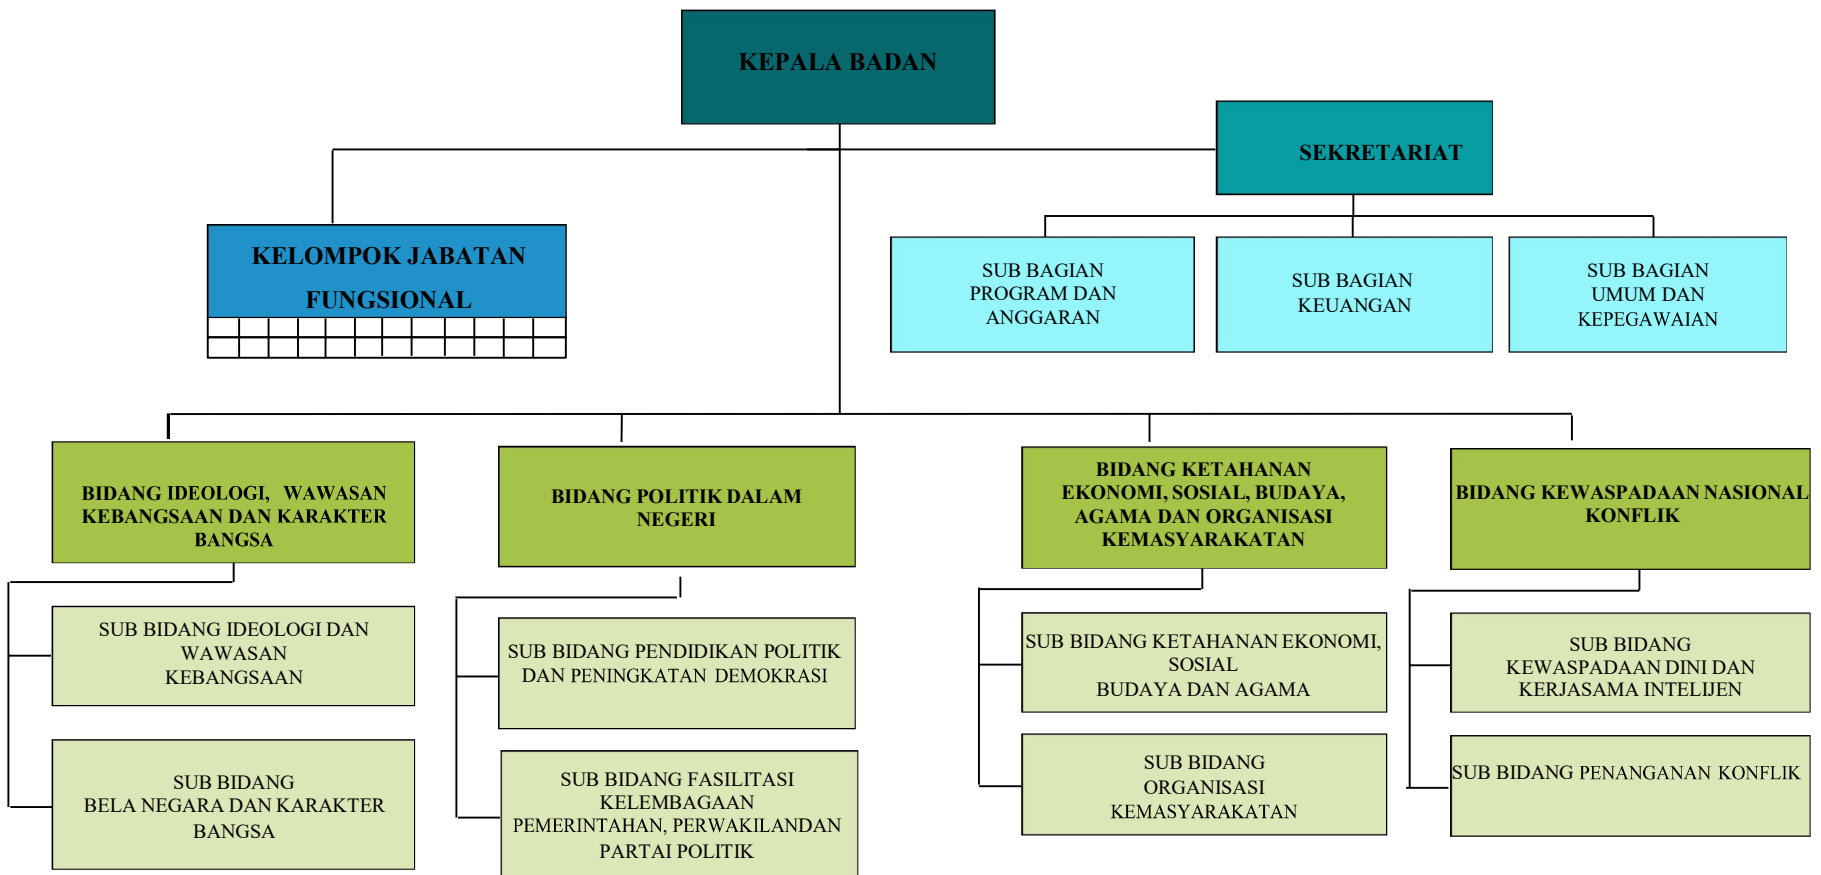 KEPALA BADAN
SEKRETARIAT
KELOMPOK JABATAN
FUNGSIONAL
SUB BAGIAN
PROGRAM DAN
ANGGARAN
SUB BAGIAN
KEUANGAN
SUB BAGIAN
UMUM DAN
KEPEGAWAIAN
BIDANG IDEOLOGI, WAWASAN
KEBANGSAAN DAN KARAKTER
BANGSA
BIDANG POLITIK DALAM
NEGERI
BIDANG KETAHANAN
EKONOMI, SOSIAL, BUDAYA,
AGAMA DAN ORGANISASI
KEMASYARAKATAN
BIDANG KEWASPADAAN NASIONAL
KONFLIK
SUB BIDANG IDEOLOGI DAN
WAWASAN
KEBANGSAAN
SUB BIDANG PENDIDIKAN POLITIK
DAN PENINGKATAN DEMOKRASI
SUB BIDANG KETAHANAN EKONOMI,
SOSIAL
BUDAYA DAN AGAMA
SUB BIDANG
KEWASPADAAN DINI DAN
KERJASAMA INTELIJEN
SUB BIDANG
BELA NEGARA DAN KARAKTER
BANGSA
SUB BIDANG FASILITASI
KELEMBAGAAN
PEMERINTAHAN, PERWAKILANDAN
PARTAI POLITIK
SUB BIDANG
ORGANISASI
KEMASYARAKATAN
SUB BIDANG PENANGANAN KONFLIK